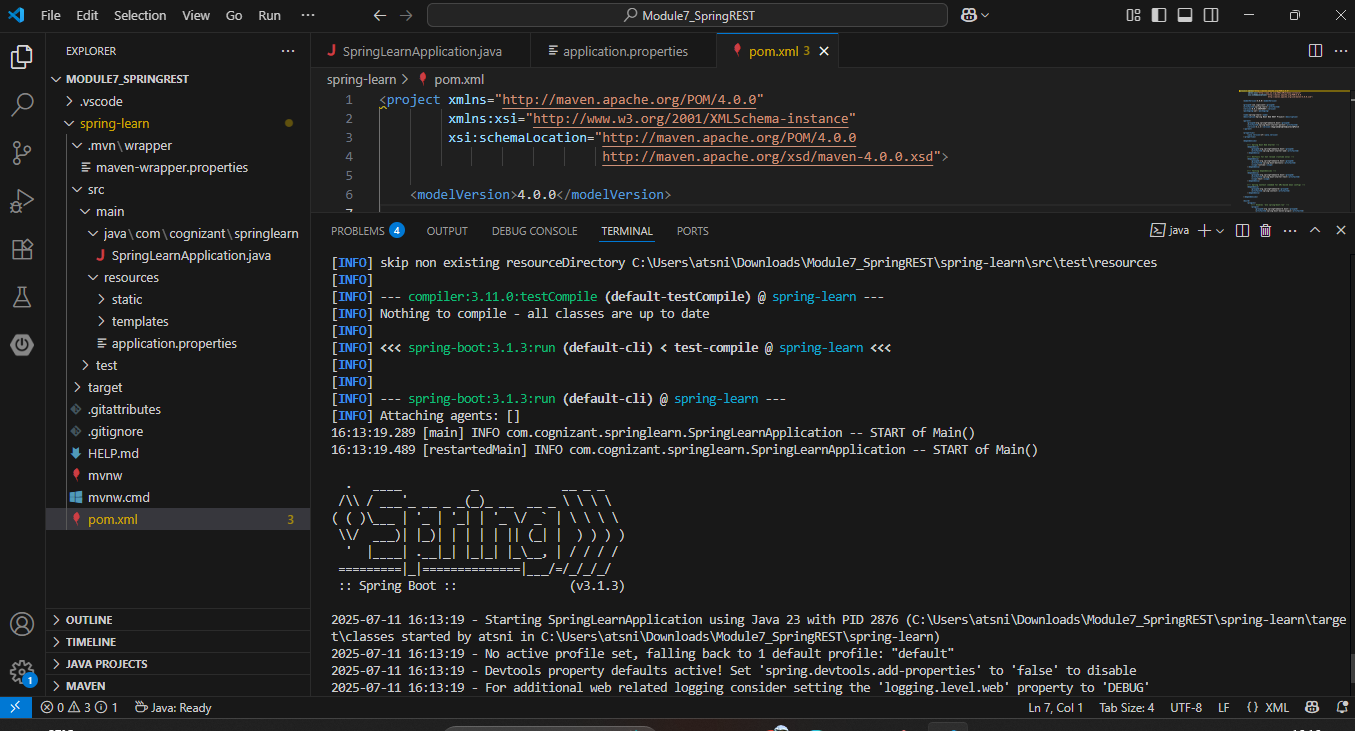 File Edit Selection View Go Run ··· Module7_SpringREST
EXPLORER ···
MODULE7_SPRINGREST
.vscode
spring-learn
.mvn\wrapper
maven-wrapper.properties
src
main
java\com\cognizant\springlearn
SpringLearnApplication.java
resources
static
templates
application.properties
test
target
.gitattributes
.gitignore
HELP.md
mvnw
mvnw.cmd
pom.xml 3
OUTLINE
TIMELINE
JAVA PROJECTS
MAVEN
1
SpringLearnApplication.java application.properties pom.xml 3
spring-learn > pom.xml
1 <project xmlns="http://maven.apache.org/POM/4.0.0"
2 xmlns:xsi="http://www.w3.org/2001/XMLSchema-instance"
3 xsi:schemaLocation="http://maven.apache.org/POM/4.0.0
4 http://maven.apache.org/xsd/maven-4.0.0.xsd">
5
6 <modelVersion>4.0.0</modelVersion>
7
PROBLEMS 4 OUTPUT DEBUG CONSOLE TERMINAL PORTS java
[INFO] skip non existing resourceDirectory C:\Users\atsni\Downloads\Module7_SpringREST\spring-learn\src\test\resources
[INFO]
[INFO] --- compiler:3.11.0:testCompile (default-testCompile) @ spring-learn ---
[INFO] Nothing to compile - all classes are up to date
[INFO]
[INFO] <<< spring-boot:3.1.3:run (default-cli) < test-compile @ spring-learn <<<
[INFO]
[INFO]
[INFO] --- spring-boot:3.1.3:run (default-cli) @ spring-learn ---
[INFO] Attaching agents: []
16:13:19.289 [main] INFO com.cognizant.springlearn.SpringLearnApplication -- START of Main()
16:13:19.489 [restartedMain] INFO com.cognizant.springlearn.SpringLearnApplication -- START of Main()
  .   ____          _            __ _ _
 /\\ / ___'_ __ _ _(_)_ __  __ _ \ \ \ \
( ( )\___ | '_ | '_| | '_ \/ _` | \ \ \ \
 \\/  ___)| |_)| | | | | || (_| |  ) ) ) )
  '  |____| .__|_| |_|_| |_\__, | / / / /
 =========|_|==============|___/=/_/_/_/
 :: Spring Boot ::                (v3.1.3)
2025-07-11 16:13:19 - Starting SpringLearnApplication using Java 23 with PID 2876 (C:\Users\atsni\Downloads\Module7_SpringREST\spring-learn\targe
t\classes started by atsni in C:\Users\atsni\Downloads\Module7_SpringREST\spring-learn)
2025-07-11 16:13:19 - No active profile set, falling back to 1 default profile: "default"
2025-07-11 16:13:19 - Devtools property defaults active! Set 'spring.devtools.add-properties' to 'false' to disable
2025-07-11 16:13:19 - For additional web related logging consider setting the 'logging.level.web' property to 'DEBUG'
0 3 1 Java: Ready Ln 7, Col 1 Tab Size: 4 UTF-8 LF {} XML